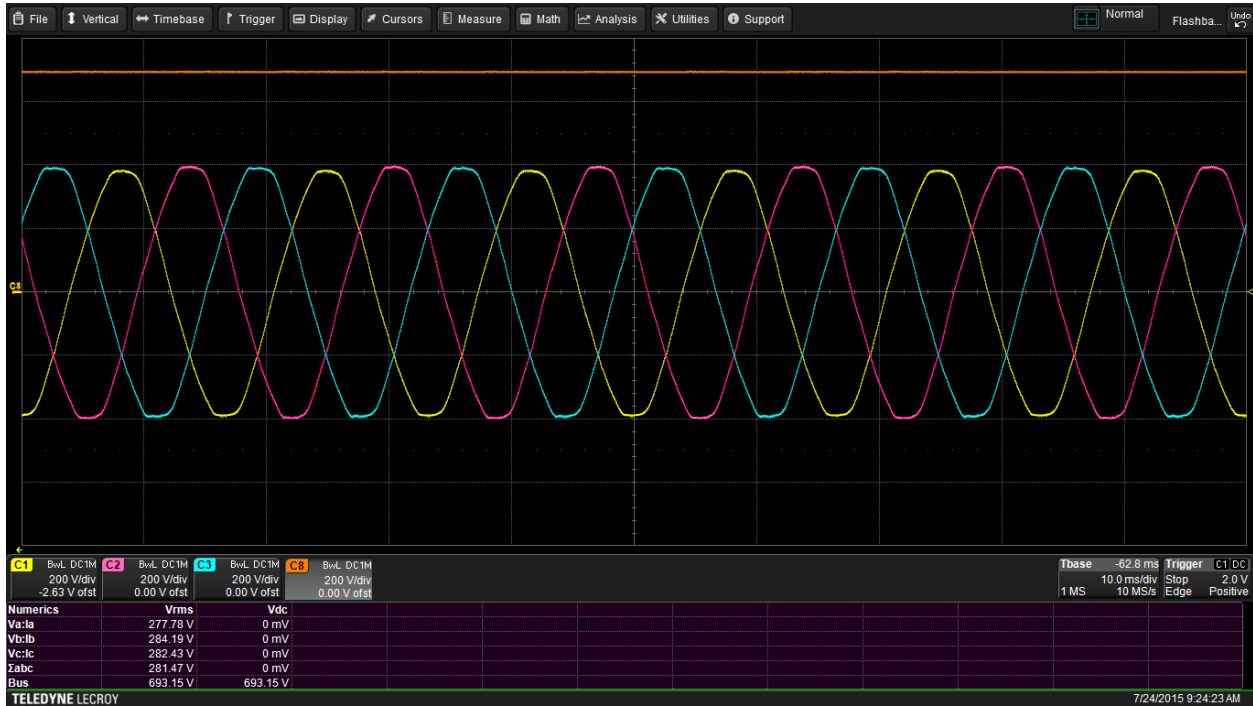 File Vertical Timebase Trigger Display Cursors Measure Math Analysis Utilities Support Normal Flashba... Undo
C8
C1 BwL DC1M C2 BwL DC1M C3 BwL DC1M C8 BwL DC1M Tbase -62.8 ms Trigger C1 DC
200 V/div 200 V/div 200 V/div 200 V/div 10.0 ms/div Stop 2.0 V
-2.63 V ofst 0.00 V ofst 0.00 V ofst 0.00 V ofst 1 MS 10 MS/s Edge Positive
Numerics Vrms Vdc
Va:Ia 277.78 V 0 mV
Vb:Ib 284.19 V 0 mV
Vc:Ic 282.43 V 0 mV
Σabc 281.47 V 0 mV
Bus 693.15 V 693.15 V
TELEDYNE LECROY 7/24/2015 9:24:23 AM